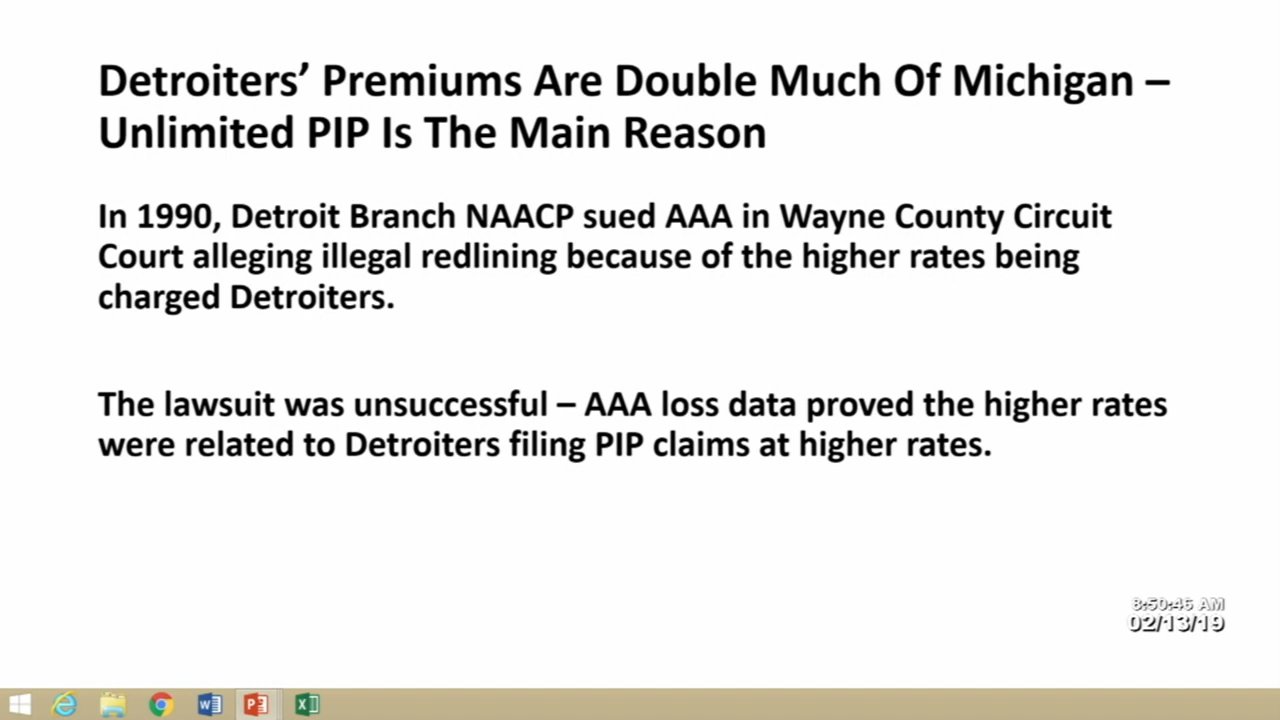 Detroiters’ Premiums Are Double Much Of Michigan –
Unlimited PIP Is The Main Reason
In 1990, Detroit Branch NAACP sued AAA in Wayne County Circuit
Court alleging illegal redlining because of the higher rates being
charged Detroiters.
The lawsuit was unsuccessful – AAA loss data proved the higher rates
were related to Detroiters filing PIP claims at higher rates.
8:50:46 AM
02/13/19